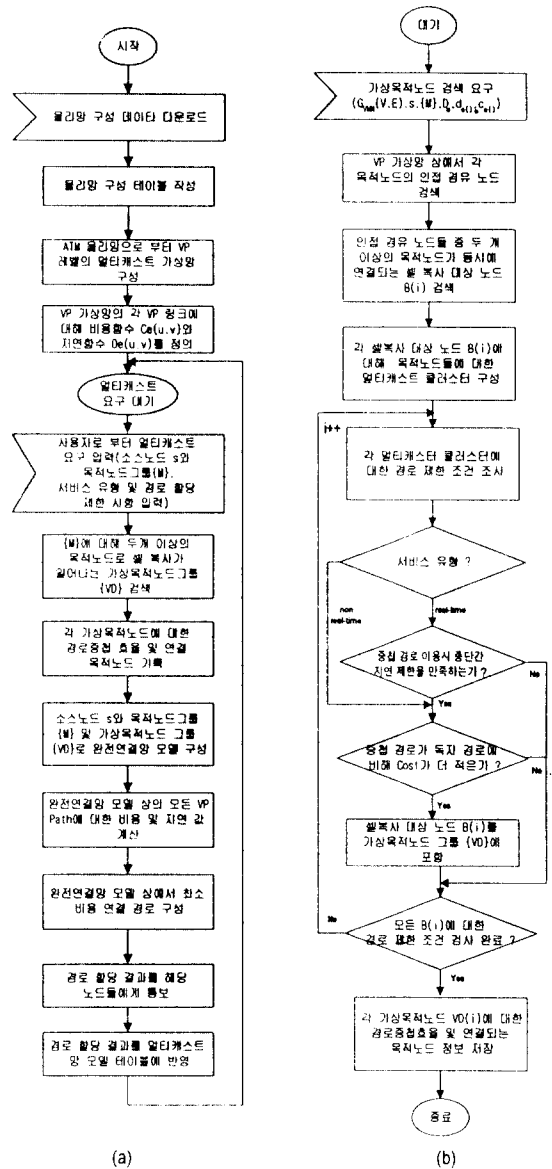 시작
물리망 구성 데이타 다운로드
물리망 구성 테이블 작성
ATM 물리망으로 부터 VP
레벨의 멀티캐스트 가상망
구성
VP 가상망의 각 VP 링크에
대해 비용함수 Ce(u.v)와
지연함수 De(u.v)를 정의
멀티캐스트
요구 대기
사용자로 부터 멀티캐스트
요구 입력(소스노드 s와
목적노드그룹{M}.
서비스 유형 및 경로 할당
제한 사항 입력)
{M}에 대해 두개 이상의
목적노드로 셀 복사가
일어나는 가상목적노드그룹
{VD} 검색
각 가상목적노드에 대한
경로중첩 효율 및 연결
목적노드 기록
소스노드 s와 목적노드그룹
{M} 및 가상목적노드 그룹
{VD}로 완전연결망 모델 구성
완전연결망 모델 상의 모든 VP
Path에 대한 비용 및 지연 값
계산
완전연결망 모델 상에서 최소
비용 연결 경로 구성
경로 할당 결과를 해당
노드들에게 통보
경로 할당 결과를 멀티캐스트
망 모델 테이블에 반영
(a)
대기
가상목적노드 검색 요구
VP 가상망 상에서 각
목적노드의 인접 경유 노드
검색
인접 경유 노드들 중 두 개
이상의 목적노드가 동시에
연결되는 셀 복사 대상 노드
B(i) 검색
각 셀복사 대상 노드 B(i)에
대해 목적노드들에 대한
멀티캐스트 클러스터 구성
i++
각 멀티캐스터 클러스터에
대한 경로 제한 조건 조사
서비스 유형 ?
non
real-time
real-time
중첩 경로 이용시 종단간
지연 제한을 만족하는가 ?
No
Yes
중첩 경로가 독자 경로에
비해 Cost가 더 적은가 ?
No
Yes
셀복사 대상 노드 B(i)를
가상목적노드 그룹 {VD}에
포함
No
모든 B(i)에 대한
경로 제한 조건 검사 완료 ?
Yes
각 가상목적노드 VD(i)에 대한
경로중첩효율 및 연결되는
목적노드 정보 저장
종료
(b)